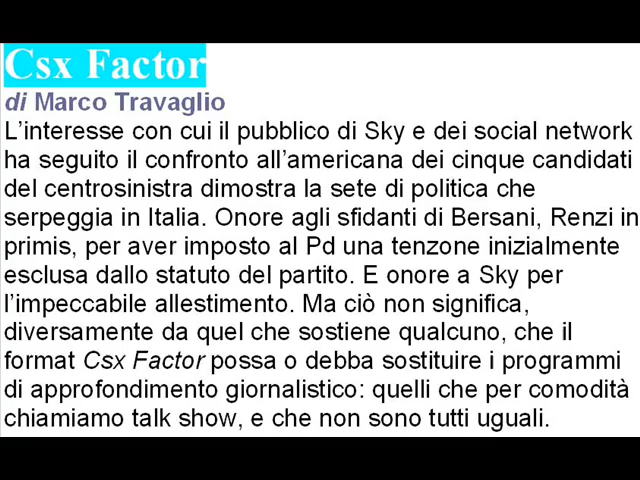 Csx Factor
di Marco Travaglio
L’interesse con cui il pubblico di Sky e dei social network
ha seguito il confronto all’americana dei cinque candidati
del centrosinistra dimostra la sete di politica che
serpeggia in Italia. Onore agli sfidanti di Bersani, Renzi in
primis, per aver imposto al Pd una tenzone inizialmente
esclusa dallo statuto del partito. E onore a Sky per
l’impeccabile allestimento. Ma ciò non significa,
diversamente da quel che sostiene qualcuno, che il
format Csx Factor possa o debba sostituire i programmi
di approfondimento giornalistico: quelli che per comodità
chiamiamo talk show, e che non sono tutti uguali.